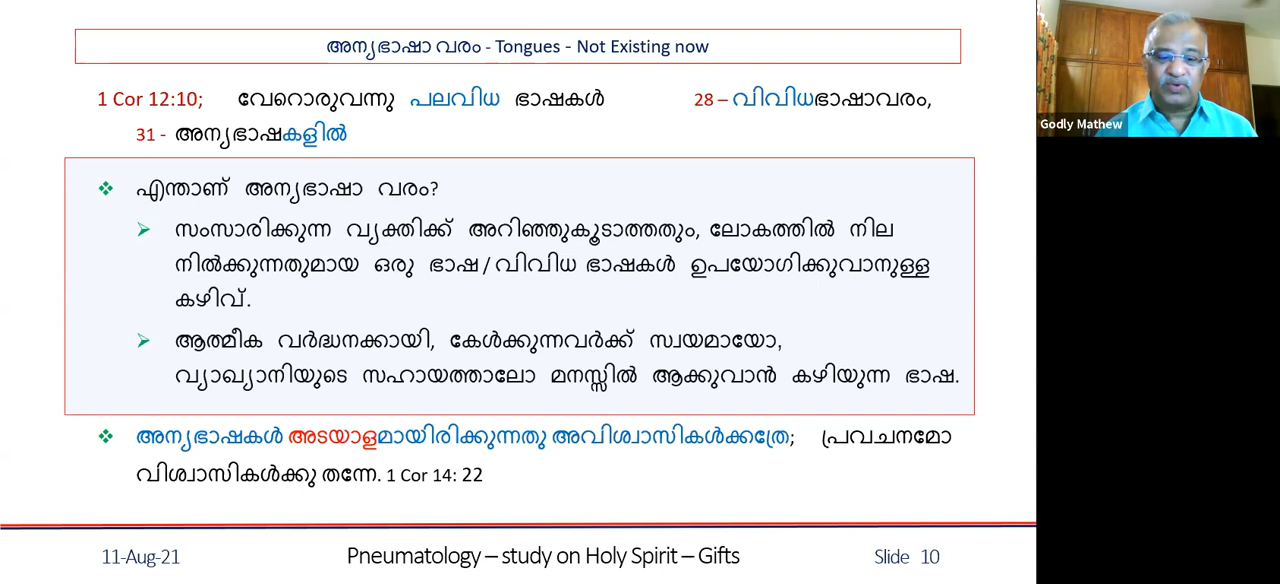 അന്യഭാഷാ വരം - Tongues - Not Existing now
1 Cor 12:10; വേറൊരുവന്നു പലവിധ ഭാഷകൾ 28 – വിവിധഭാഷാവരം,
31 - അന്യഭാഷകളിൽ
എന്താണ് അന്യഭാഷാ വരം?
സംസാരിക്കുന്ന വ്യക്തിക്ക് അറിഞ്ഞുകൂടാത്തതും, ലോകത്തിൽ നില
നിൽക്കുന്നതുമായ ഒരു ഭാഷ / വിവിധ ഭാഷകൾ ഉപയോഗിക്കുവാനുള്ള
കഴിവ്.
ആത്മീക വർദ്ധനക്കായി, കേൾക്കുന്നവർക്ക് സ്വയമായോ,
വ്യാഖ്യാനിയുടെ സഹായത്താലോ മനസ്സിൽ ആക്കുവാൻ കഴിയുന്ന ഭാഷ.
അന്യഭാഷകൾ അടയാളമായിരിക്കുന്നതു അവിശ്വാസികൾക്കത്രേ; പ്രവചനമോ
വിശ്വാസികൾക്കു തന്നേ. 1 Cor 14: 22
11-Aug-21 Pneumatology – study on Holy Spirit – Gifts Slide 10
Godly Mathew